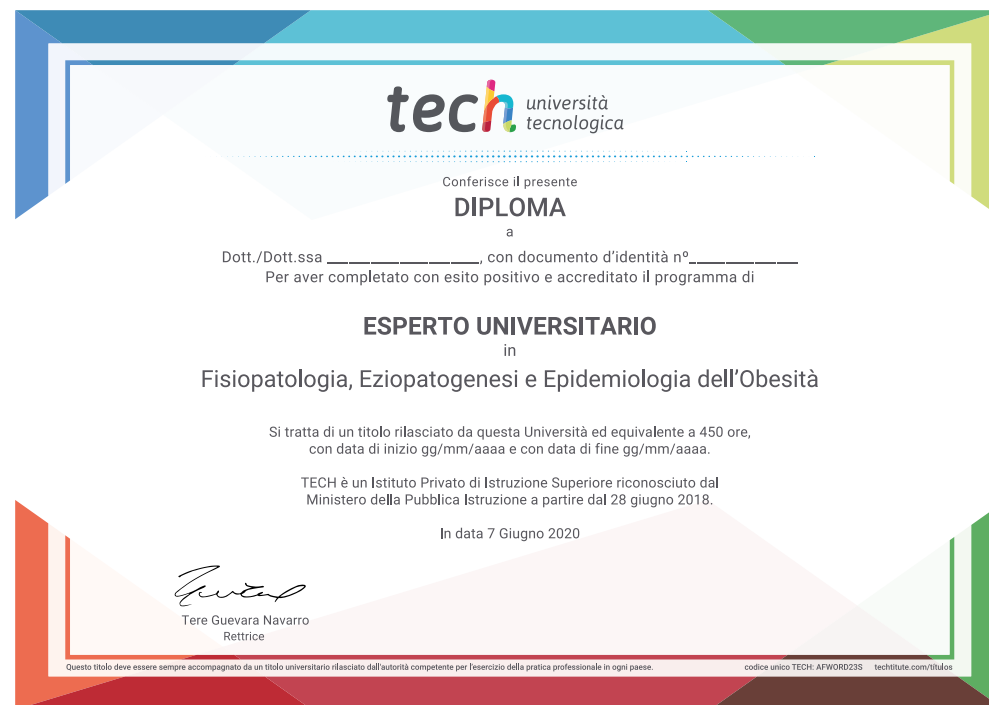 tech università
tecnologica
Conferisce il presente
DIPLOMA
a
Dott./Dott.ssa ____________________, con documento d'identità nº______________
Per aver completato con esito positivo e accreditato il programma di
ESPERTO UNIVERSITARIO
in
Fisiopatologia, Eziopatogenesi e Epidemiologia dell'Obesità
Si tratta di un titolo rilasciato da questa Università ed equivalente a 450 ore,
con data di inizio gg/mm/aaaa e con data di fine gg/mm/aaaa.
TECH è un Istituto Privato di Istruzione Superiore riconosciuto dal
Ministero della Pubblica Istruzione a partire dal 28 giugno 2018.
In data 7 Giugno 2020
Tere Guevara Navarro
Rettrice
Questo titolo deve essere sempre accompagnato da un titolo universitario rilasciato dall'autorità competente per l'esercizio della pratica professionale in ogni paese.
codice unico TECH: AFWORD23S techtitute.com/titulos